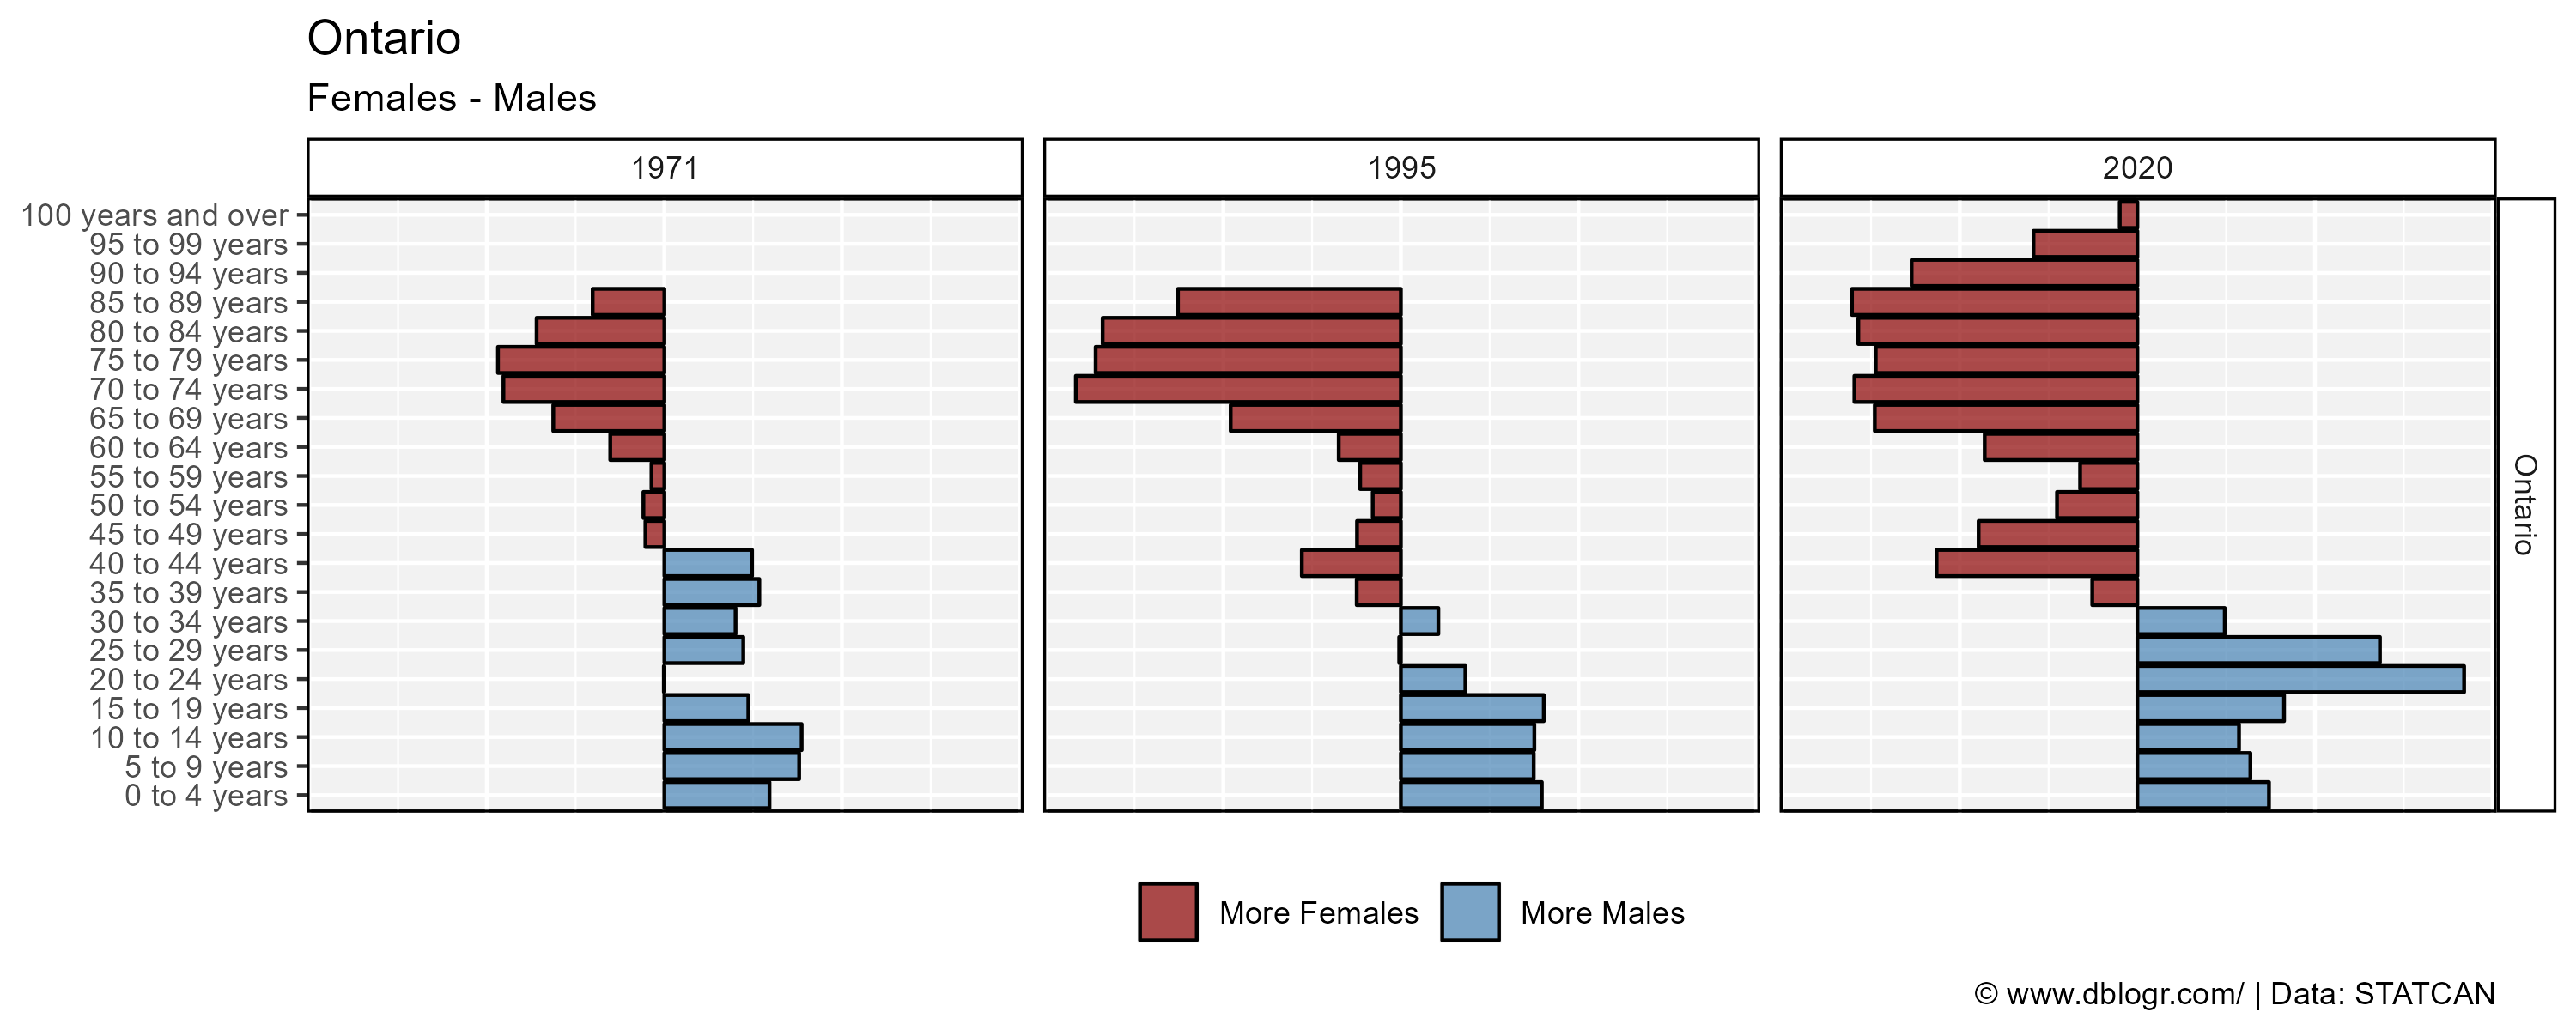 Ontario
Females - Males
1971
1995
2020
100 years and over
95 to 99 years
90 to 94 years
85 to 89 years
80 to 84 years
75 to 79 years
70 to 74 years
65 to 69 years
60 to 64 years
55 to 59 years
50 to 54 years
45 to 49 years
40 to 44 years
35 to 39 years
30 to 34 years
25 to 29 years
20 to 24 years
15 to 19 years
10 to 14 years
5 to 9 years
0 to 4 years
Ontario
More Females
More Males
© www.dblogr.com/ | Data: STATCAN